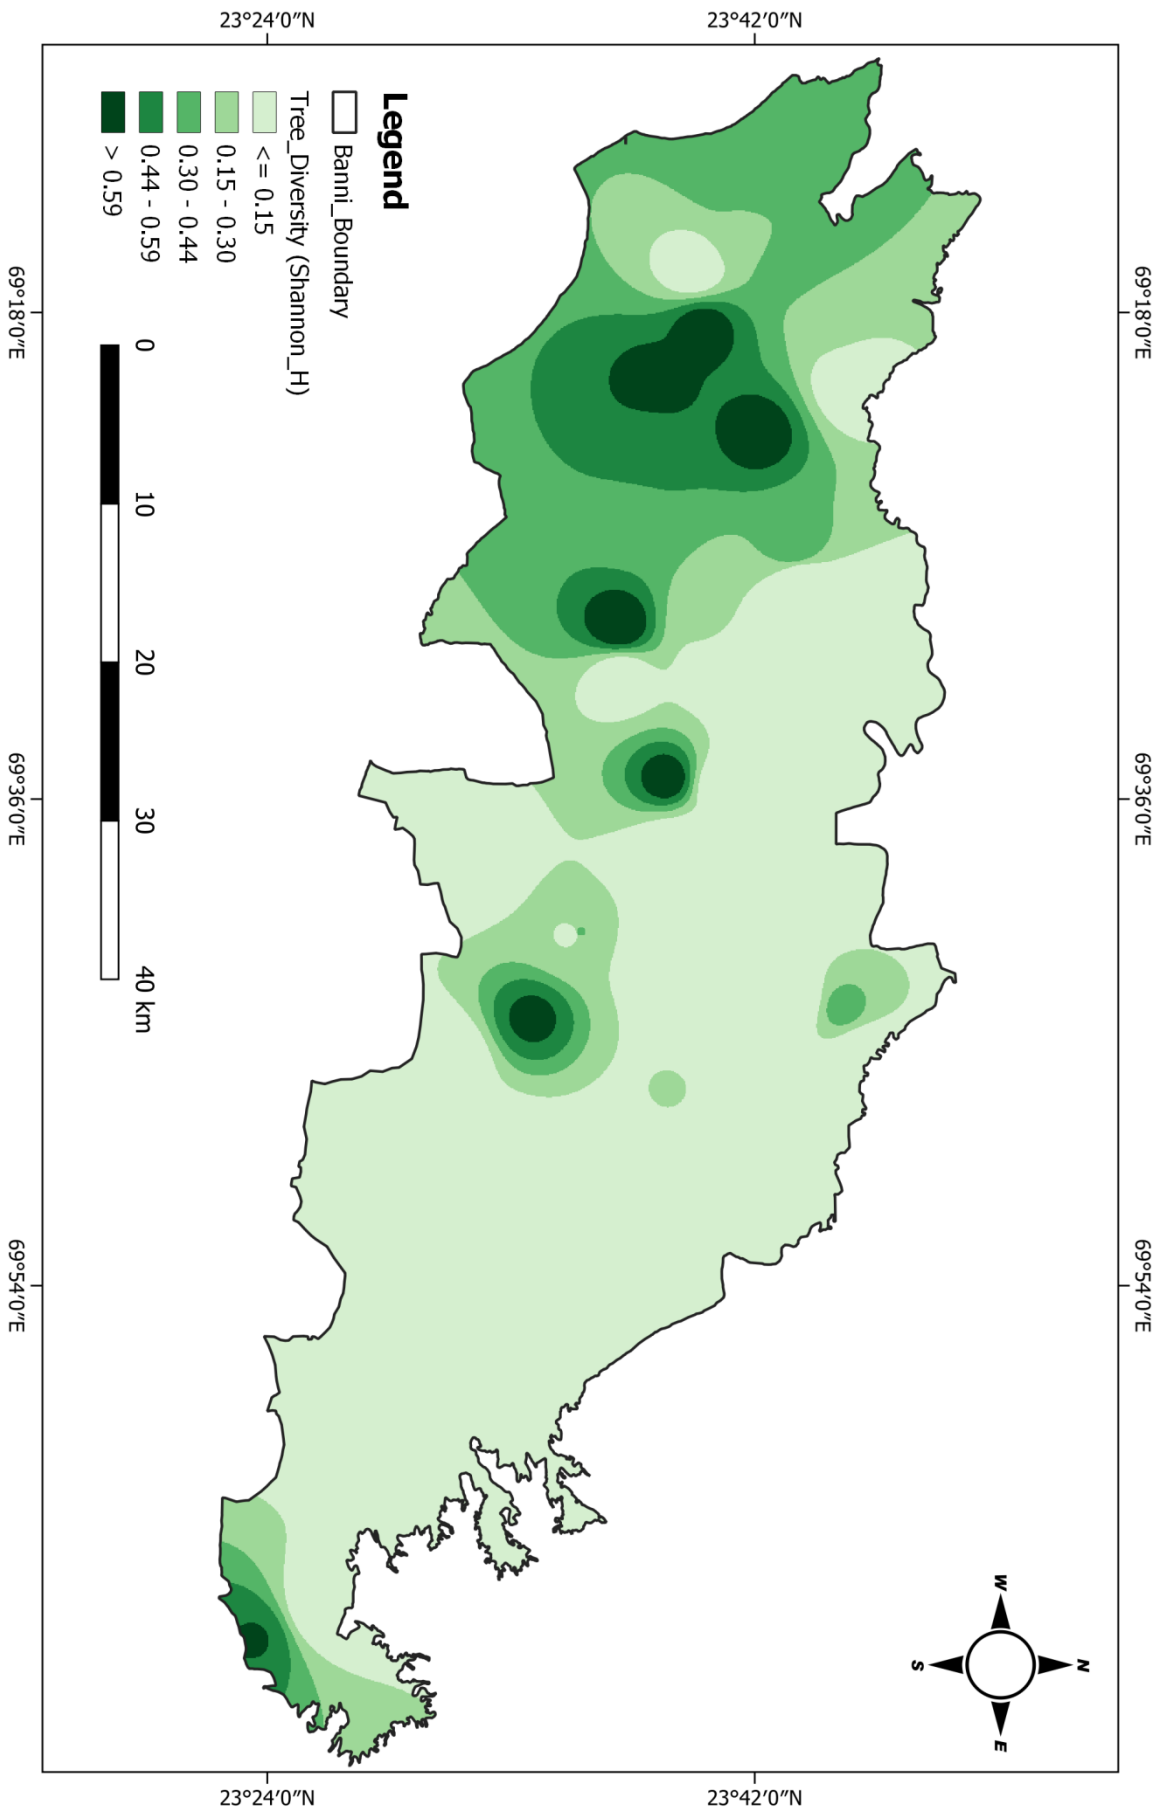 23°24′0″N
23°42′0″N
69°18′0″E
69°36′0″E
69°54′0″E
69°18′0″E
69°36′0″E
69°54′0″E
W
N
S
E
Legend
Banni_Boundary
Tree_Diversity (Shannon_H)
<= 0.15
0.15 - 0.30
0.30 - 0.44
0.44 - 0.59
> 0.59
0
10
20
30
40 km
23°24′0″N
23°42′0″N